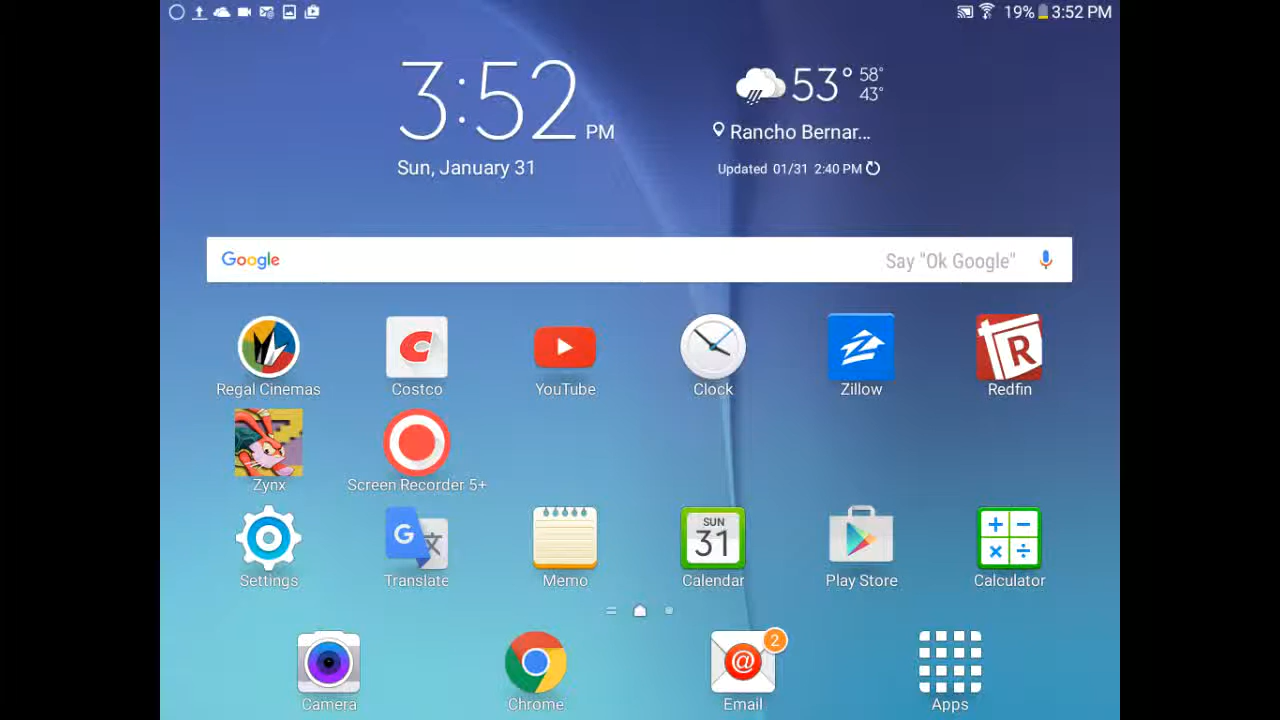 19% 3:52 PM
3:52 PM
Sun, January 31
53° 58°
43°
Rancho Bernar...
Updated 01/31 2:40 PM
Google Say "Ok Google"
Regal Cinemas Costco YouTube Clock Zillow Redfin
Zynx Screen Recorder 5+
SUN
31
Settings Translate Memo Calendar Play Store Calculator
2
Camera Chrome Email Apps